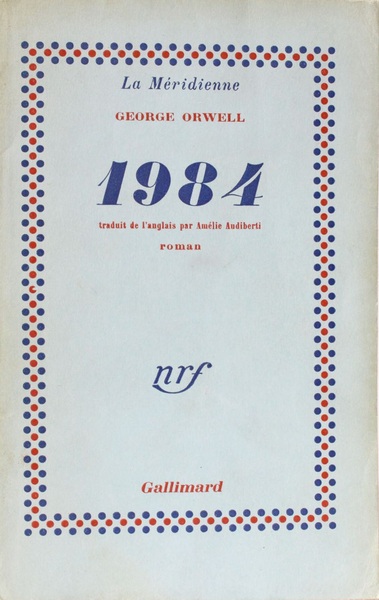 La Méridienne
GEORGE ORWELL
1984
traduit de l'anglais par Amélie Audiberti
roman
nrf
Gallimard